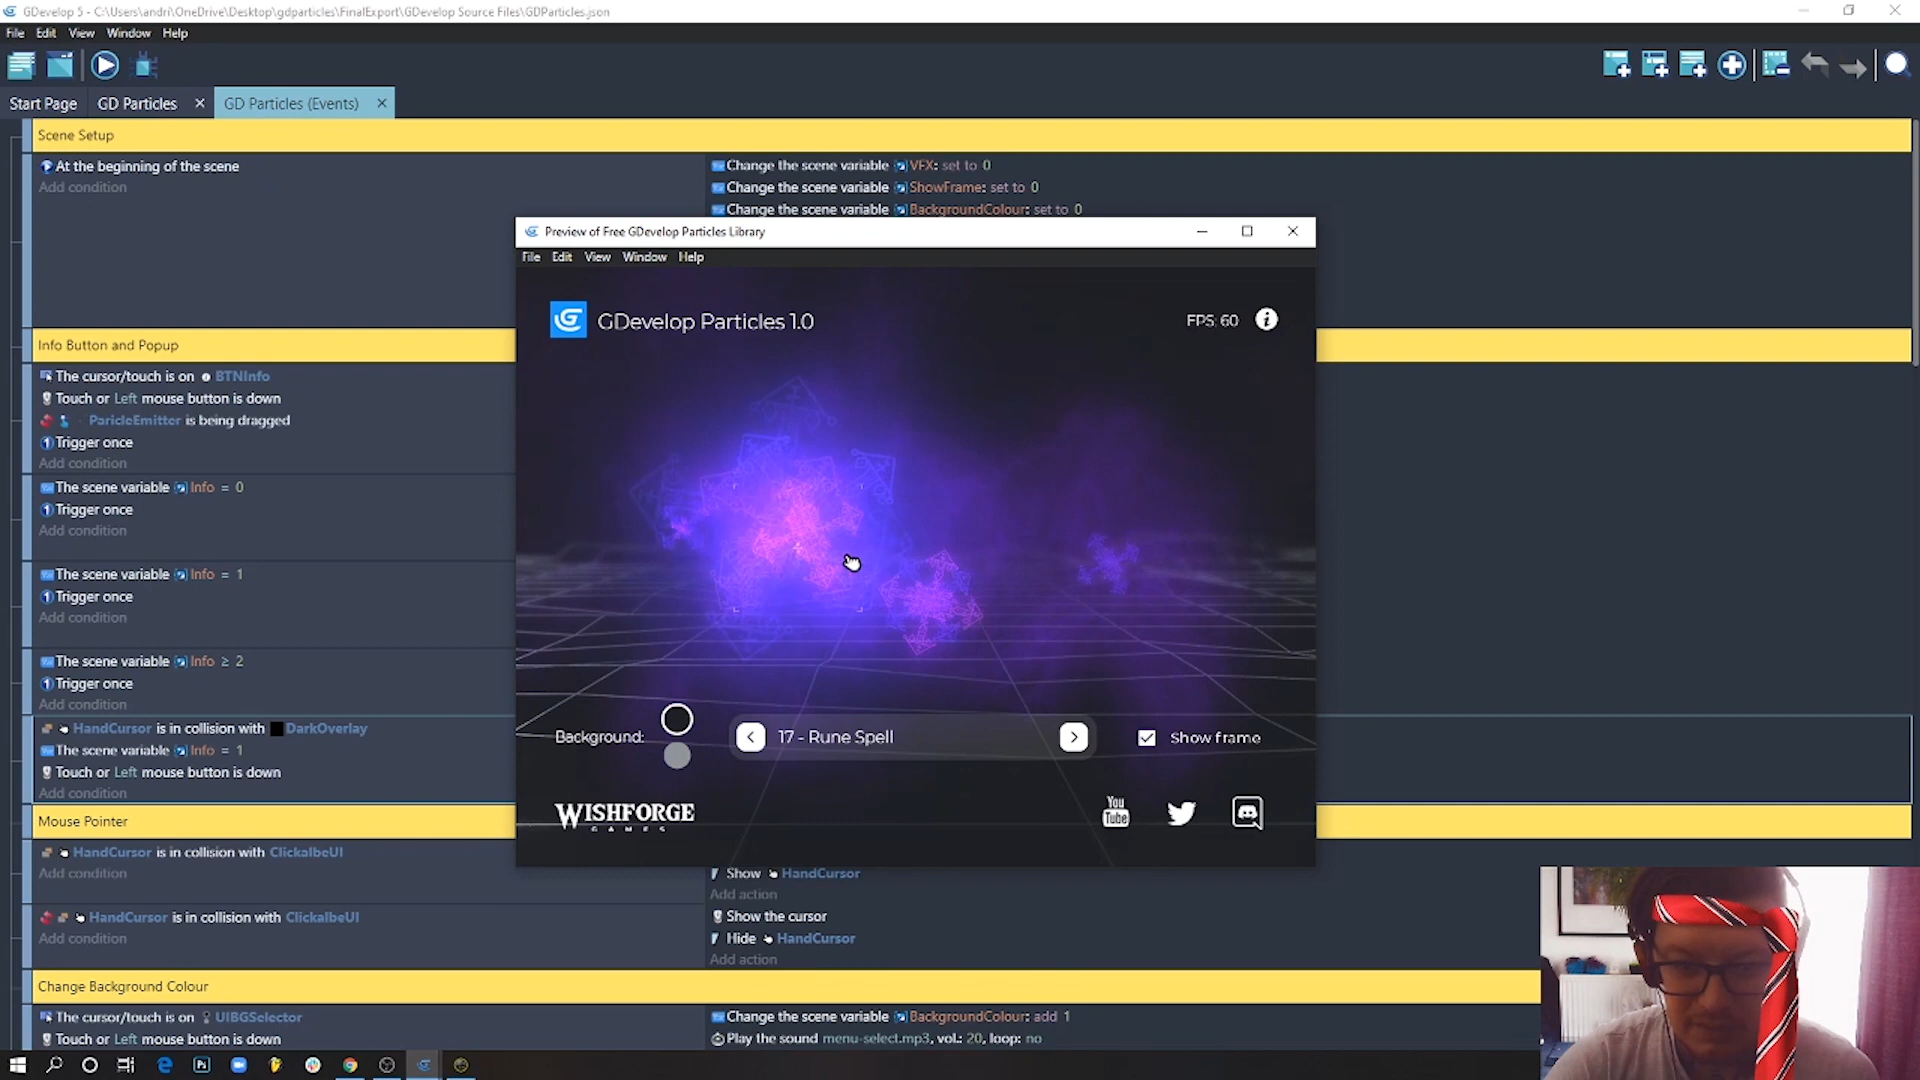 GDevelop 5 - C:\Users\andri\OneDrive\Desktop\gdparticles\FinalExport\GDevelop Source Files\GDParticles.json
File Edit View Window Help
Start Page GD Particles GD Particles (Events)
Scene Setup
At the beginning of the scene
Add condition
Change the scene variable VFX: set to 0
Change the scene variable ShowFrame: set to 0
Change the scene variable BackgroundColour: set to 0
Info Button and Popup
The cursor/touch is on BTNInfo
Touch or Left mouse button is down
ParicleEmitter is being dragged
Trigger once
Add condition
The scene variable Info = 0
Trigger once
Add condition
The scene variable Info = 1
Trigger once
Add condition
The scene variable Info ≥ 2
Trigger once
Add condition
HandCursor is in collision with DarkOverlay
The scene variable Info = 1
Touch or Left mouse button is down
Add condition
Preview of Free GDevelop Particles Library
File Edit View Window Help
GDevelop Particles 1.0
FPS: 60
Background:
17 - Rune Spell
Show frame
WISHFORGE
GAMES
You
Tube
Mouse Pointer
HandCursor is in collision with ClickalbeUI
Add condition
Show HandCursor
Add action
HandCursor is in collision with ClickalbeUI
Add condition
Show the cursor
Hide HandCursor
Add action
Change Background Colour
The cursor/touch is on UIBGSelector
Touch or Left mouse button is down
Change the scene variable BackgroundColour: add 1
Play the sound menu-select.mp3, vol.: 20, loop: no